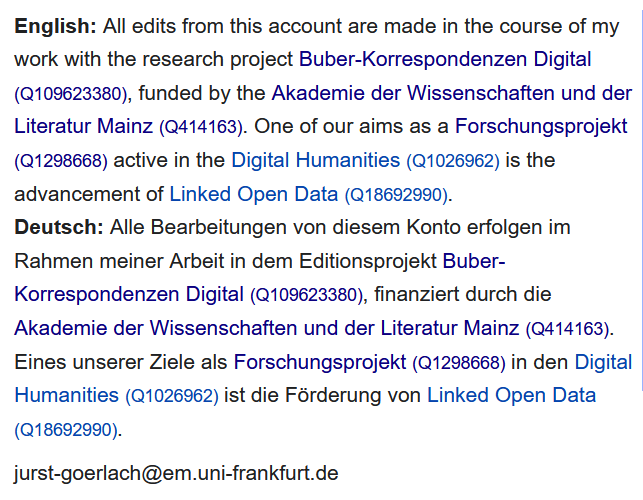 English: All edits from this account are made in the course of my
work with the research project Buber-Korrespondenzen Digital
(Q109623380), funded by the Akademie der Wissenschaften und der
Literatur Mainz (Q414163). One of our aims as a Forschungsprojekt
(Q1298668) active in the Digital Humanities (Q1026962) is the
advancement of Linked Open Data (Q18692990).
Deutsch: Alle Bearbeitungen von diesem Konto erfolgen im
Rahmen meiner Arbeit in dem Editionsprojekt Buber-
Korrespondenzen Digital (Q109623380), finanziert durch die
Akademie der Wissenschaften und der Literatur Mainz (Q414163).
Eines unserer Ziele als Forschungsprojekt (Q1298668) in den Digital
Humanities (Q1026962) ist die Förderung von Linked Open Data
(Q18692990).
jurst-goerlach@em.uni-frankfurt.de